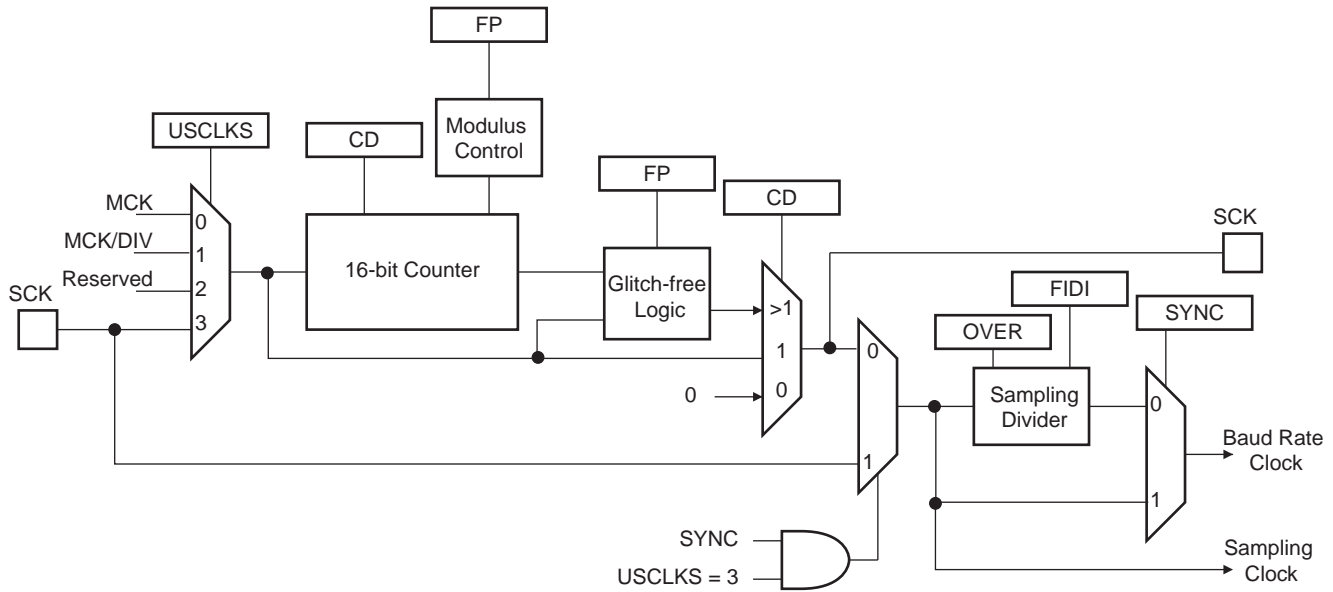 FP
USCLKS
CD
Modulus
Control
FP
CD
MCK
MCK/DIV
Reserved
SCK
0
1
2
3
16-bit Counter
Glitch-free
Logic
>1
1
0
0
SCK
FIDI
OVER
SYNC
0
1
Sampling
Divider
0
1
Baud Rate
Clock
SYNC
USCLKS = 3
Sampling
Clock